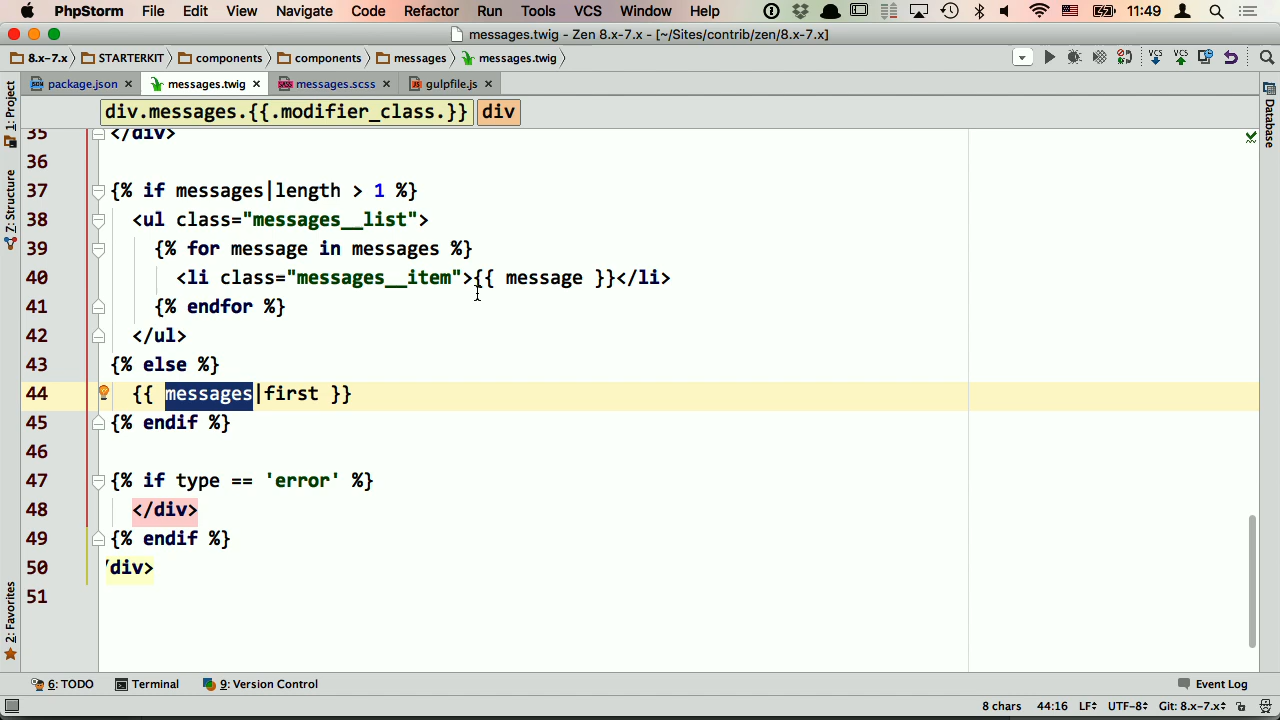 PhpStorm File Edit View Navigate Code Refactor Run Tools VCS Window Help 11:49
messages.twig - Zen 8.x-7.x - [~/Sites/contrib/zen/8.x-7.x]
8.x-7.x STARTERKIT components components messages messages.twig VCS VCS
package.json messages.twig messages.scss gulpfile.js
1: Project
Z: Structure
2: Favorites
Database
div.messages.{{.modifier_class.}} div
35 </div>
36
37 {% if messages|length > 1 %}
38 <ul class="messages__list">
39 {% for message in messages %}
40 <li class="messages__item">{{ message }}</li>
41 {% endfor %}
42 </ul>
43 {% else %}
44 {{ messages|first }}
45 {% endif %}
46
47 {% if type == 'error' %}
48 </div>
49 {% endif %}
50 /div>
51
6: TODO Terminal 9: Version Control Event Log
8 chars 44:16 LF UTF-8 Git: 8.x-7.x